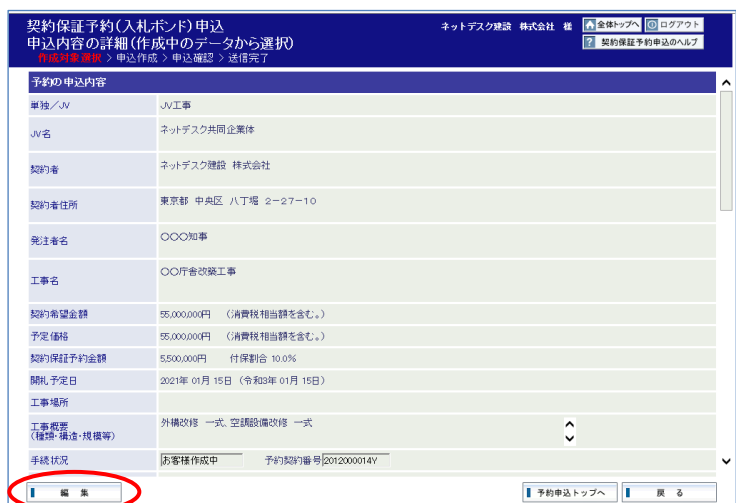 契約保証予約(入札ボンド)申込
申込内容の詳細(作成中のデータから選択)
作成対象選択 > 申込作成 > 申込確認 > 送信完了
ネットデスク建設 株式会社 様
全体トップへ
ログアウト
? 契約保証予約申込のヘルプ
予約の申込内容
単独／JV JV工事
JV名 ネットデスク共同企業体
契約者 ネットデスク建設 株式会社
契約者住所 東京都 中央区 八丁堀 2-27-10
発注者名 〇〇〇知事
工事名 〇〇庁舎改築工事
契約希望金額 55,000,000円 (消費税相当額を含む。)
予定価格 55,000,000円 (消費税相当額を含む。)
契約保証予約金額 5,500,000円 付保割合 10.0%
開札予定日 2021年 01月 15日 (令和3年 01月 15日)
工事場所
工事概要
(種類・構造・規模等) 外構改修 一式、空調設備改修 一式
手続状況 お客様作成中 予約契約番号 2012000014Y
編 集
予約申込トップへ
戻 る